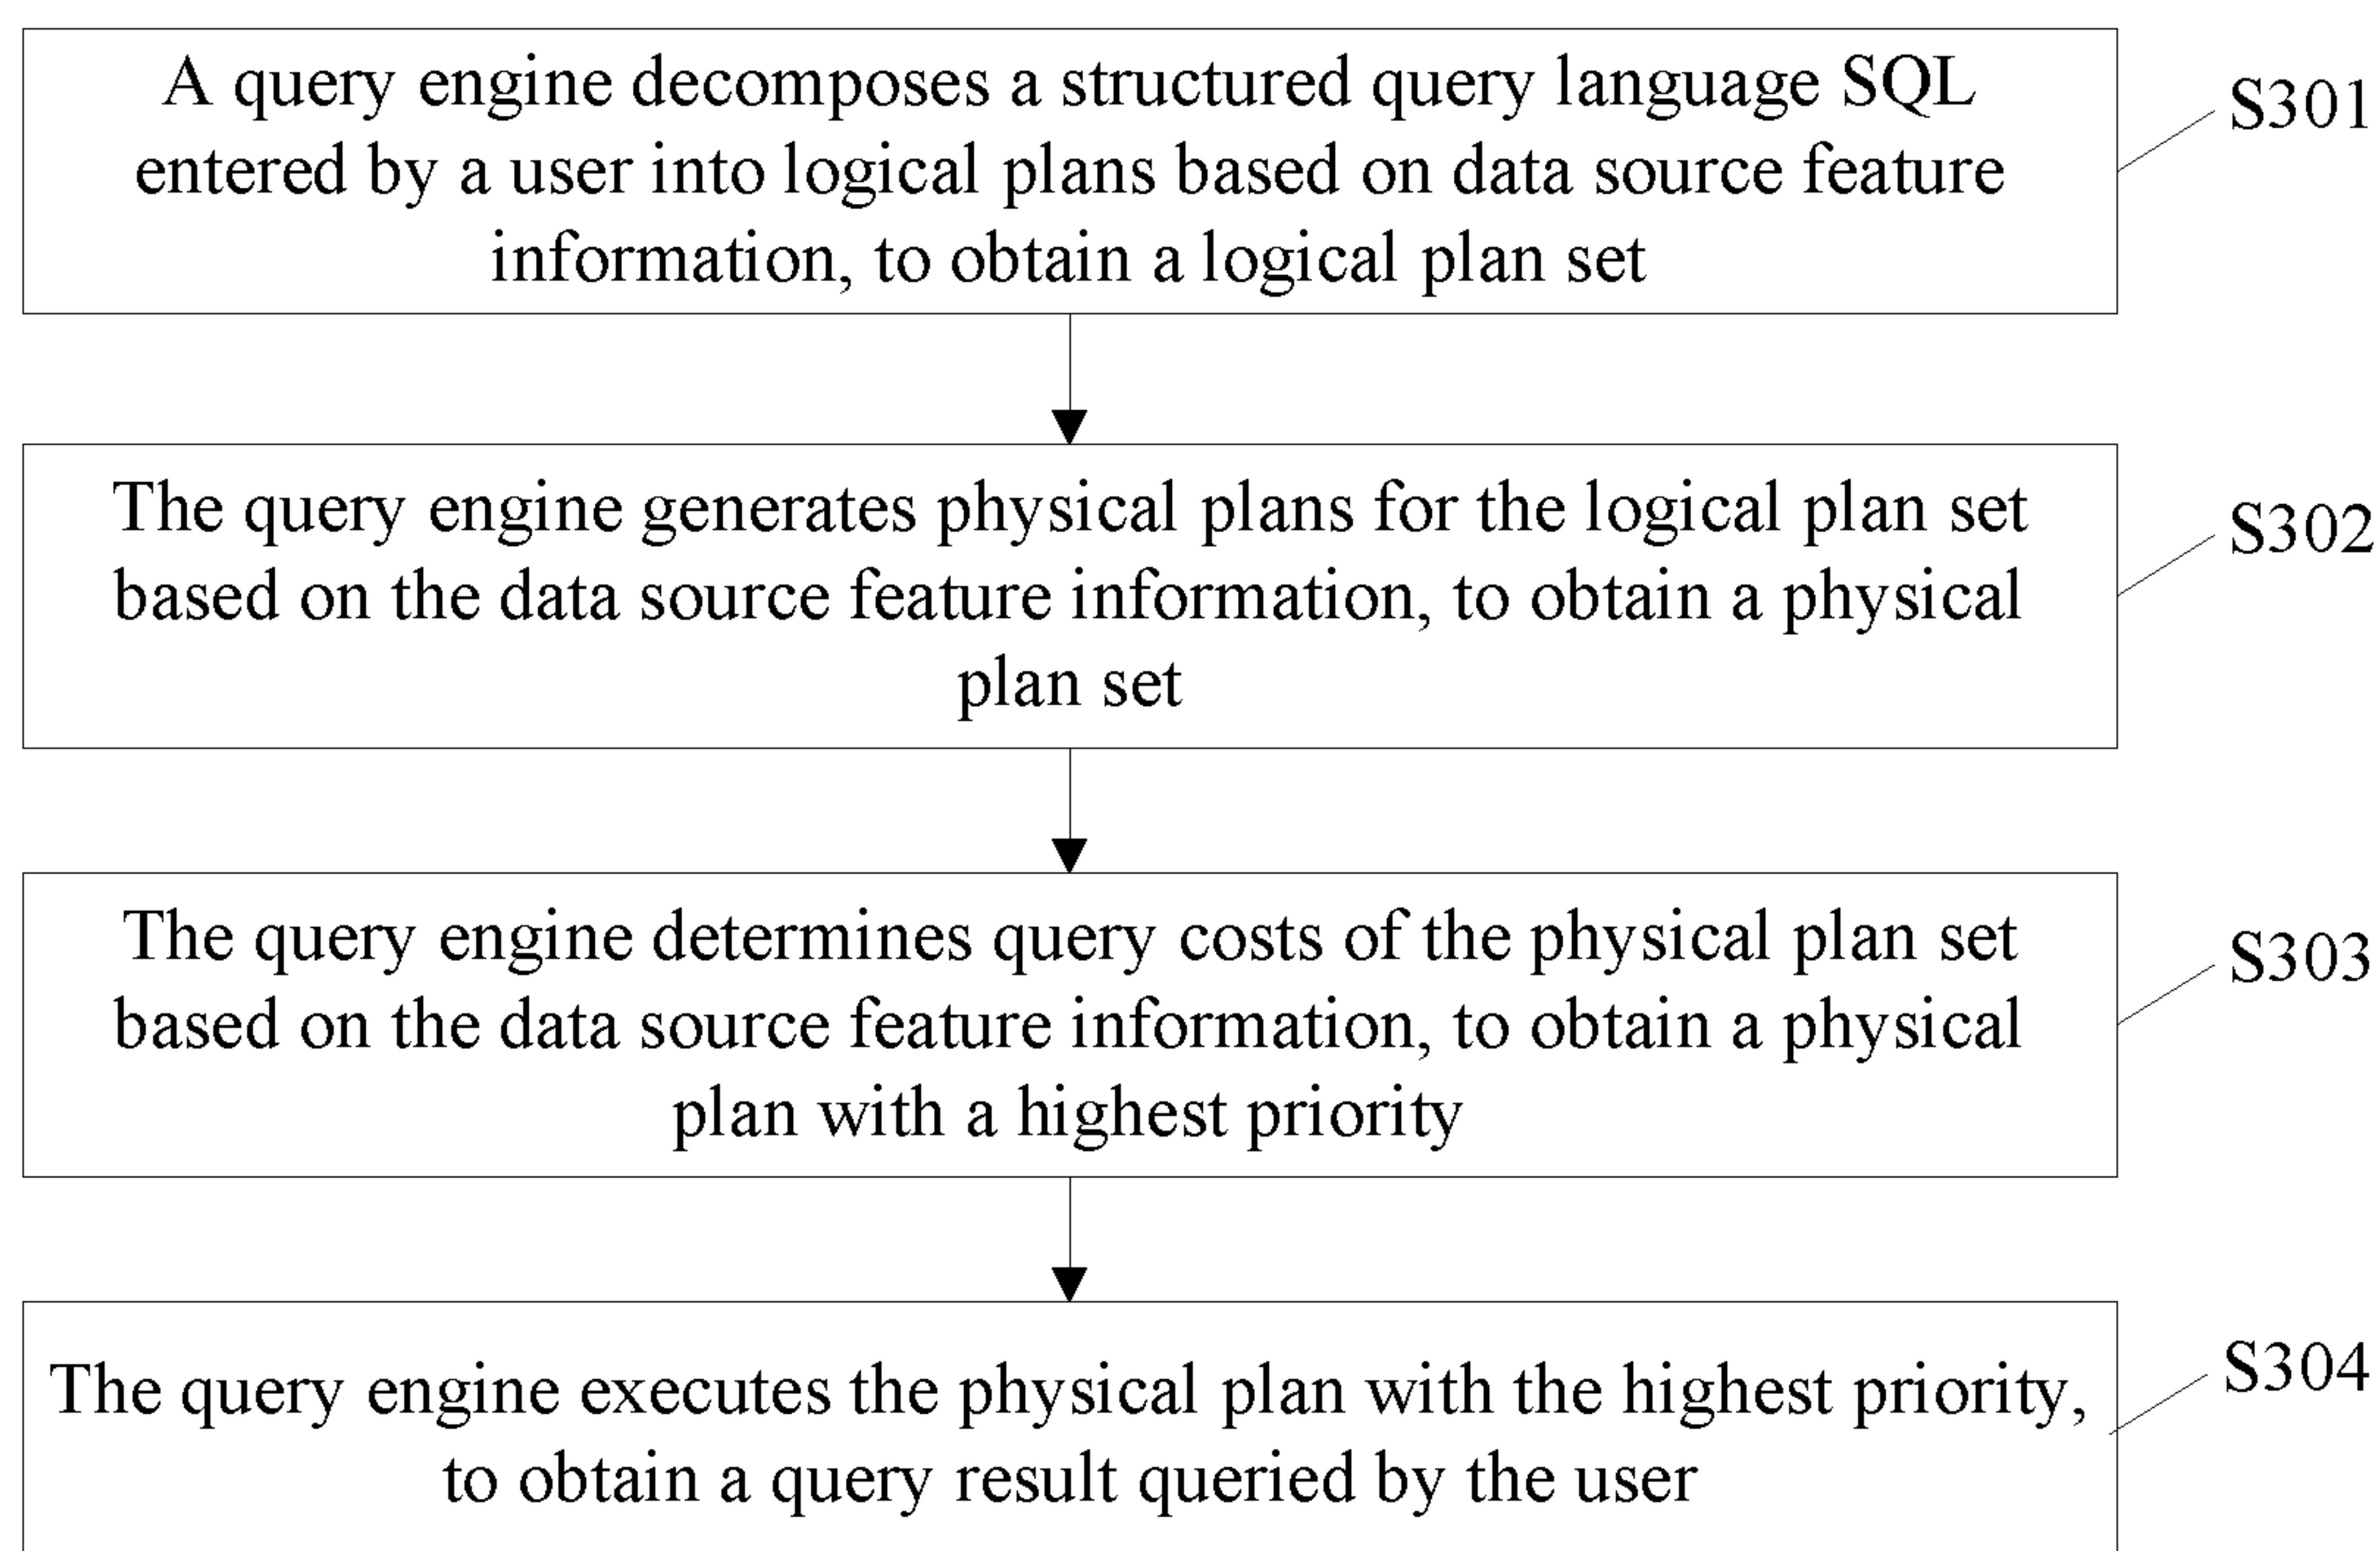 A query engine decomposes a structured query language SQL
entered by a user into logical plans based on data source feature
information, to obtain a logical plan set
S301
The query engine generates physical plans for the logical plan set
based on the data source feature information, to obtain a physical
plan set
S302
The query engine determines query costs of the physical plan set
based on the data source feature information, to obtain a physical
plan with a highest priority
S303
The query engine executes the physical plan with the highest priority,
to obtain a query result queried by the user
S304